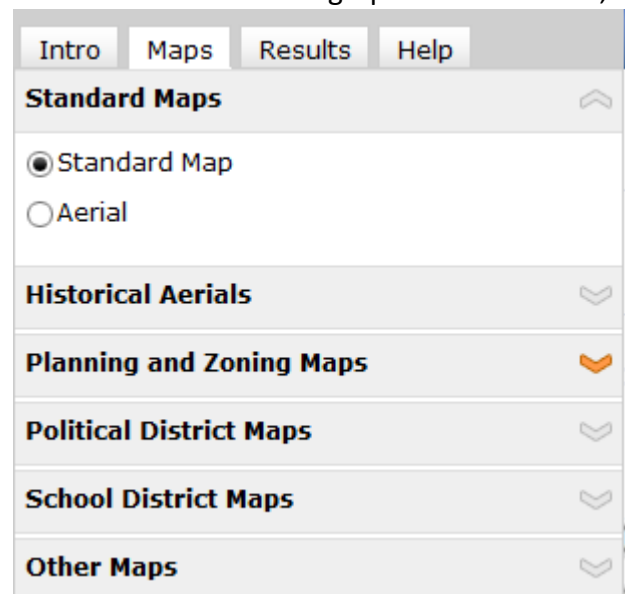 Intro Maps Results Help
Standard Maps
Standard Map
Aerial
Historical Aerials
Planning and Zoning Maps
Political District Maps
School District Maps
Other Maps